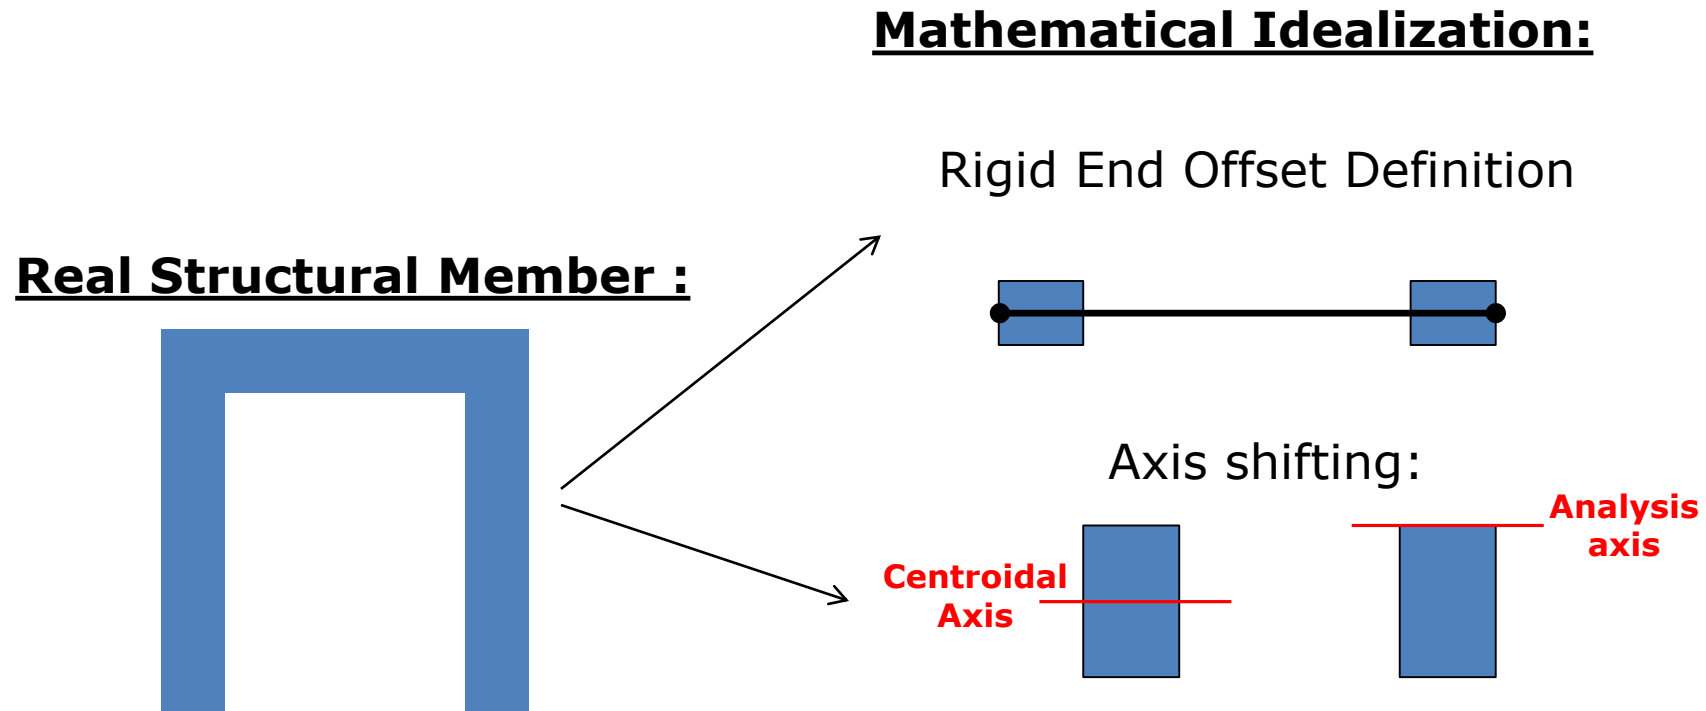 Mathematical Idealization:
Rigid End Offset Definition
Real Structural Member :
Axis shifting:
Analysis
axis
Centroidal
Axis